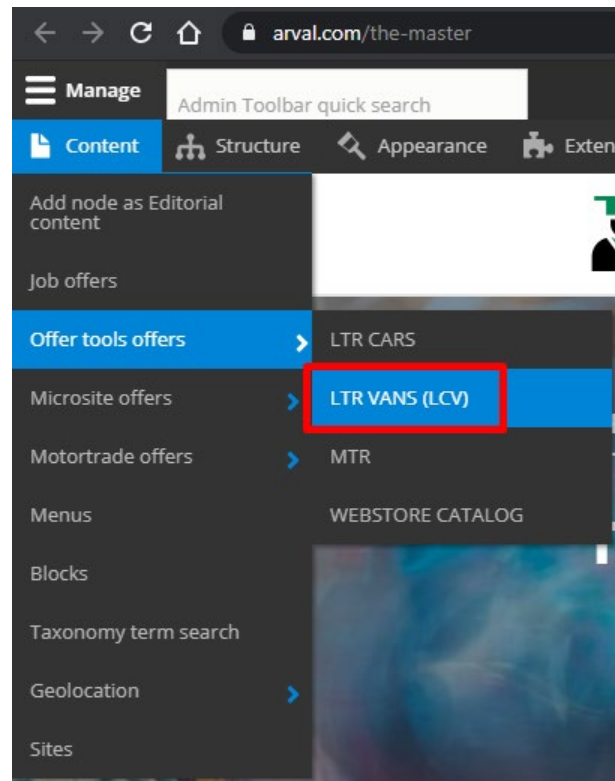 arval.com/the-master
Manage
Admin Toolbar quick search
Content Structure Appearance Exten
Add node as Editorial
content
Job offers
Offer tools offers LTR CARS
Microsite offers LTR VANS (LCV)
Motortrade offers MTR
Menus WEBSTORE CATALOG
Blocks
Taxonomy term search
Geolocation
Sites